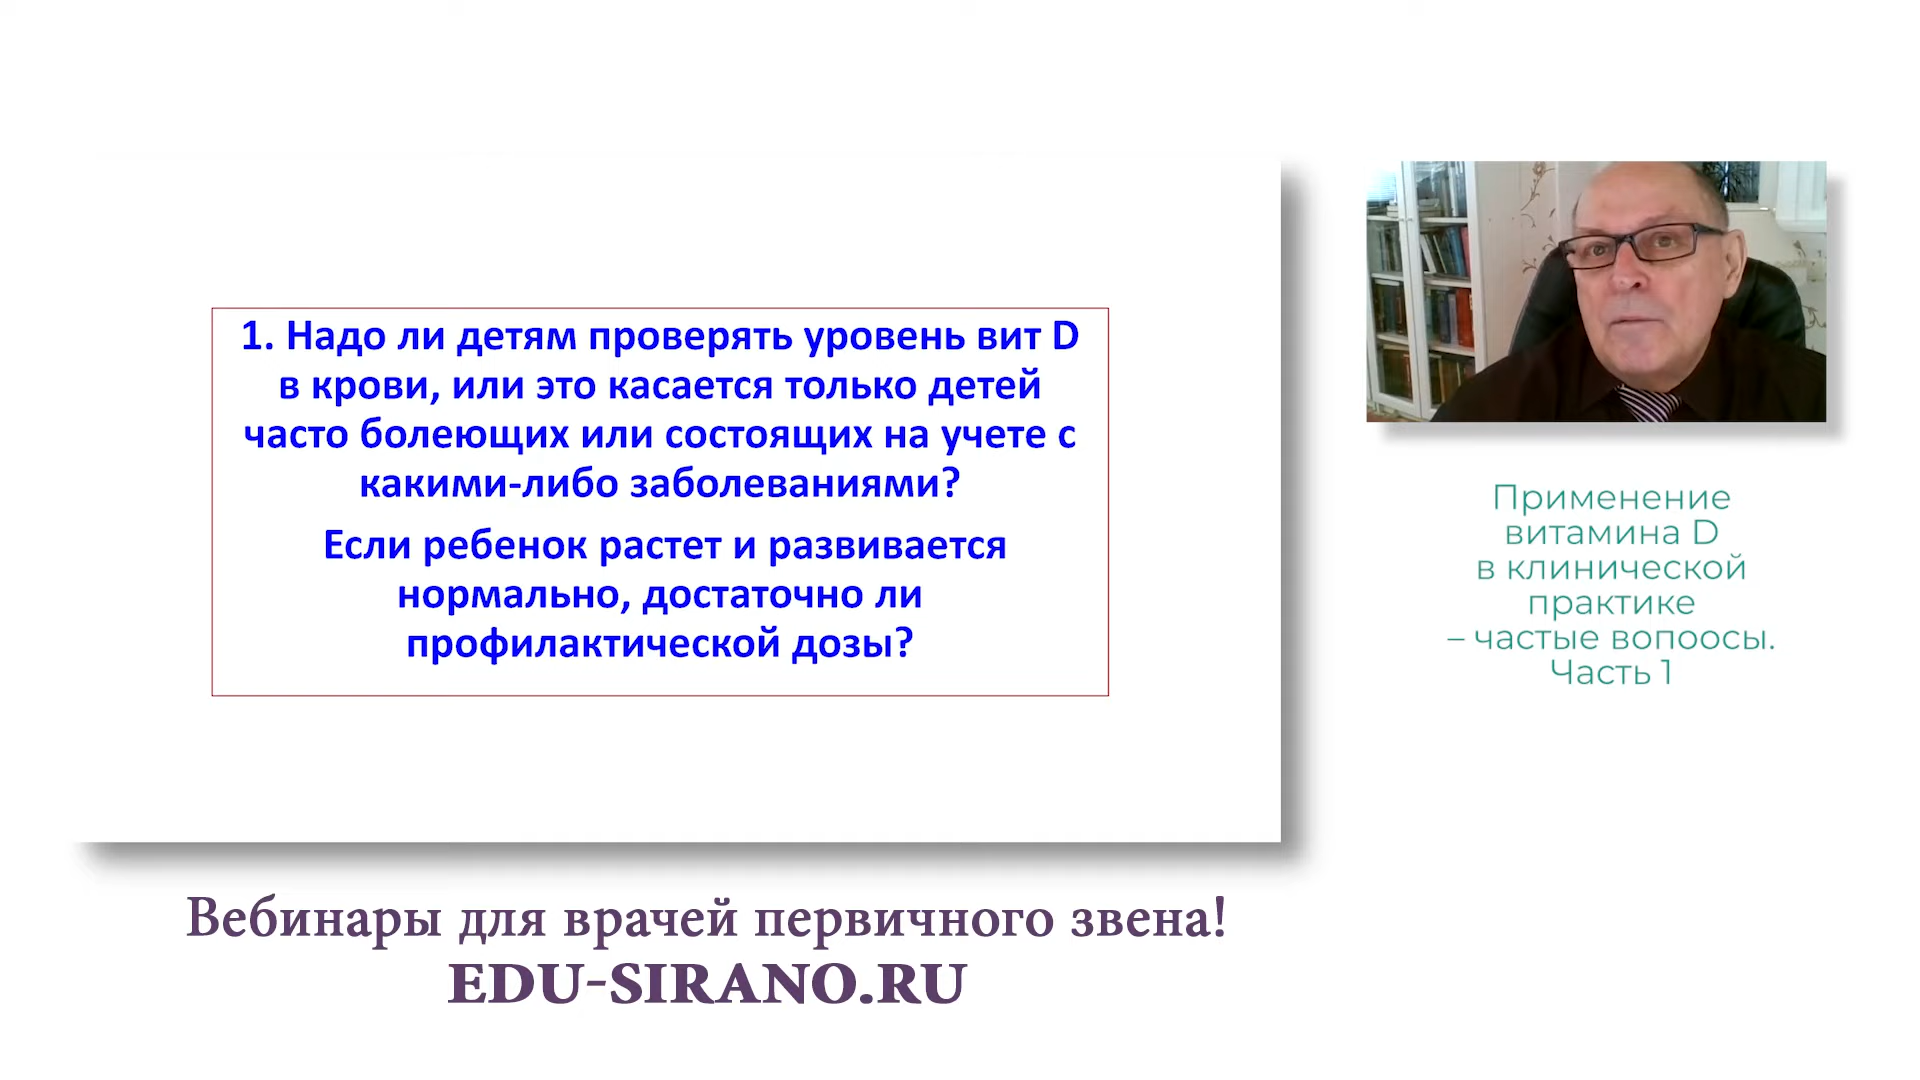 1. Надо ли детям проверять уровень вит D
в крови, или это касается только детей
часто болеющих или состоящих на учете с
какими-либо заболеваниями?
Если ребенок растет и развивается
нормально, достаточно ли
профилактической дозы?
Применение
витамина D
в клинической
практике
– частые вопоосы.
Часть 1
Вебинары для врачей первичного звена!
EDU-SIRANO.RU